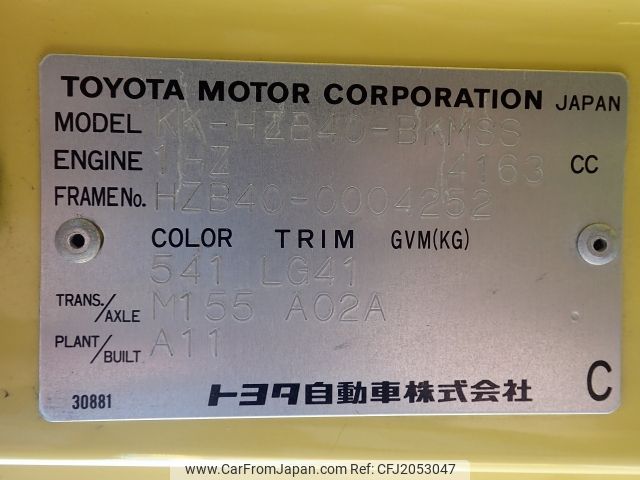 TOYOTA MOTOR CORPORATION JAPAN
MODEL KK-HZB40-BKMSS
ENGINE 1HZ 4163 CC
FRAME No. HZB40-0004252
COLOR TRIM GVM(KG)
541 LG41
TRANS./AXLE M155 A02A
PLANT/BUILT A11
30881 トヨタ自動車株式会社 C
www.CarFromJapan.com | CFJ2053047